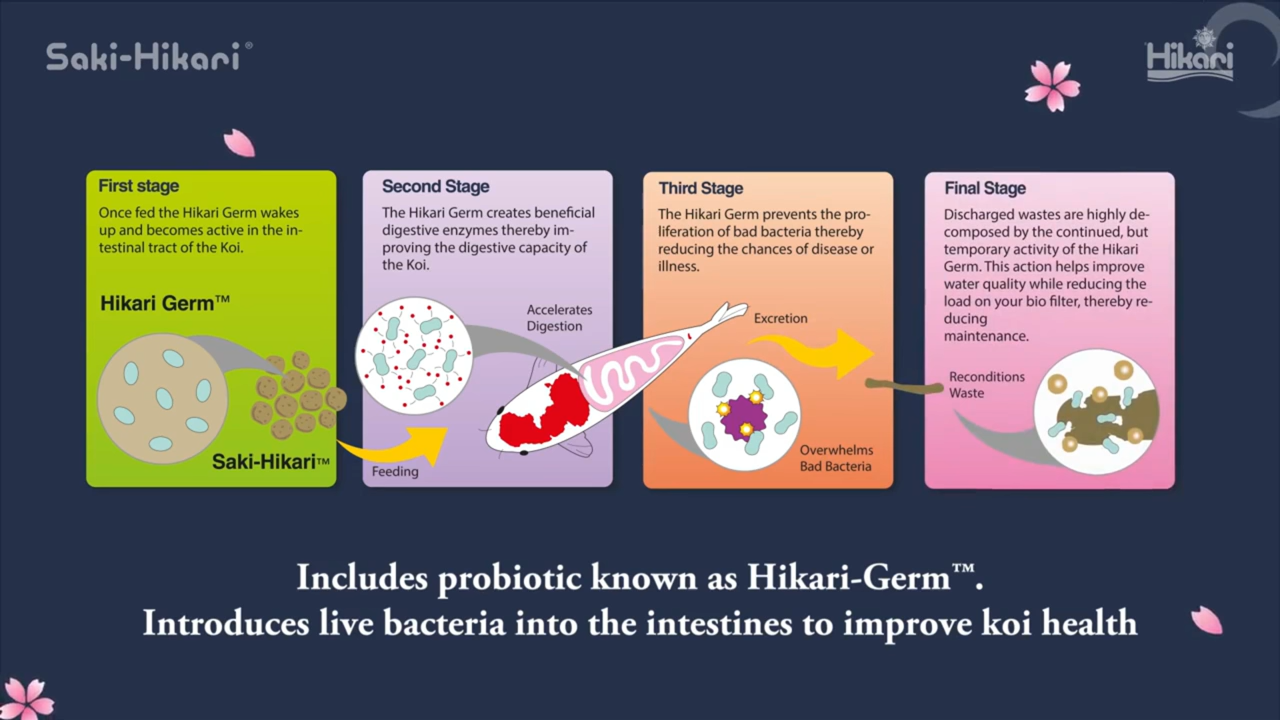 Saki-Hikari®
Hikari
First stage
Once fed the Hikari Germ wakes
up and becomes active in the in-
testinal tract of the Koi.
Hikari Germ™
Saki-Hikari™
Feeding
Second Stage
The Hikari Germ creates beneficial
digestive enzymes thereby im-
proving the digestive capacity of
the Koi.
Accelerates
Digestion
Third Stage
The Hikari Germ prevents the pro-
liferation of bad bacteria thereby
reducing the chances of disease or
illness.
Excretion
Overwhelms
Bad Bacteria
Final Stage
Discharged wastes are highly de-
composed by the continued, but
temporary activity of the Hikari
Germ. This action helps improve
water quality while reducing the
load on your bio filter, thereby re-
ducing
maintenance.
Reconditions
Waste
Includes probiotic known as Hikari-Germ™.
Introduces live bacteria into the intestines to improve koi health